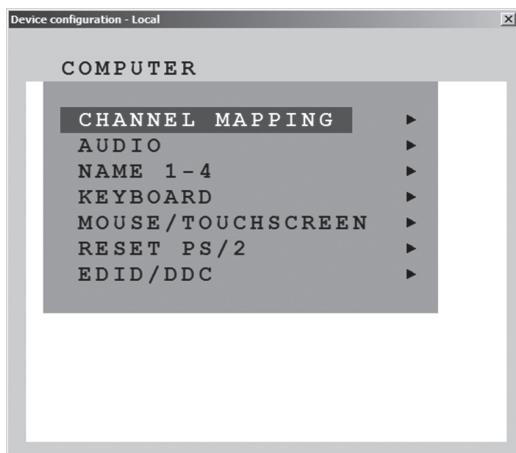 Device configuration - Local
COMPUTER
CHANNEL MAPPING
AUDIO
NAME 1-4
KEYBOARD
MOUSE/TOUCHSCREEN
RESET PS/2
EDID/DDC